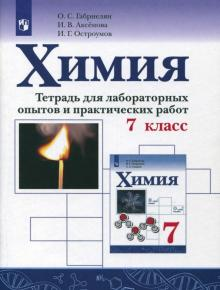 О. С. Габриелян
И. В. Аксёнова
И. Г. Остроумов
Химия
Тетрадь для лабораторных
опытов и практических работ
7 класс
Химия
7